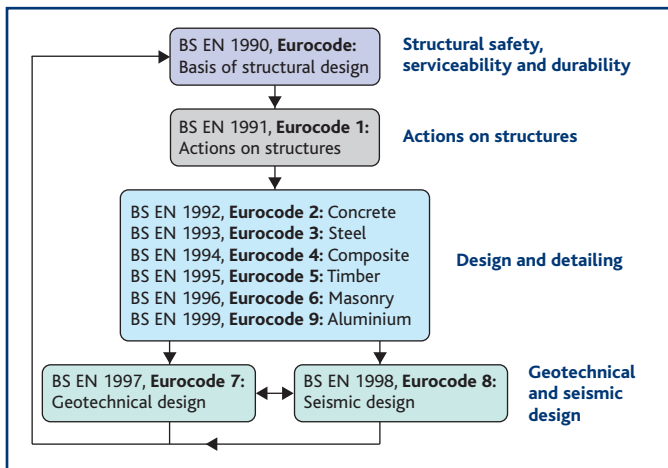 BS EN 1990, Eurocode:
Basis of structural design
Structural safety,
serviceability and durability
BS EN 1991, Eurocode 1:
Actions on structures
Actions on structures
BS EN 1992, Eurocode 2: Concrete
BS EN 1993, Eurocode 3: Steel
BS EN 1994, Eurocode 4: Composite
BS EN 1995, Eurocode 5: Timber
BS EN 1996, Eurocode 6: Masonry
BS EN 1999, Eurocode 9: Aluminium
Design and detailing
BS EN 1997, Eurocode 7:
Geotechnical design
BS EN 1998, Eurocode 8:
Seismic design
Geotechnical
and seismic
design